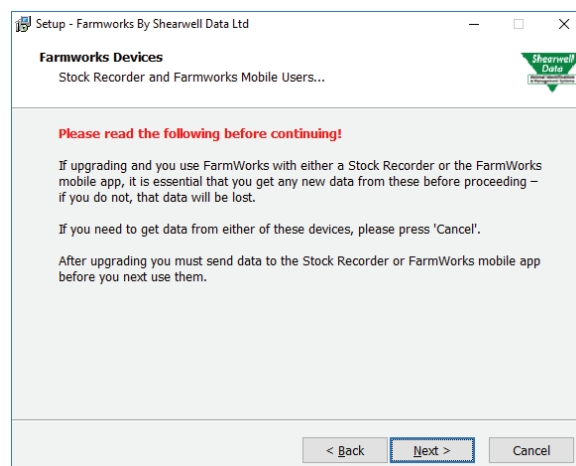 Setup - Farmworks By Shearwell Data Ltd
Farmworks Devices
Stock Recorder and Farmworks Mobile Users...
Shearwell
Data
Please read the following before continuing!
If upgrading and you use FarmWorks with either a Stock Recorder or the FarmWorks
mobile app, it is essential that you get any new data from these before proceeding –
if you do not, that data will be lost.
If you need to get data from either of these devices, please press 'Cancel'.
After upgrading you must send data to the Stock Recorder or FarmWorks mobile app
before you next use them.
< Back
Next >
Cancel